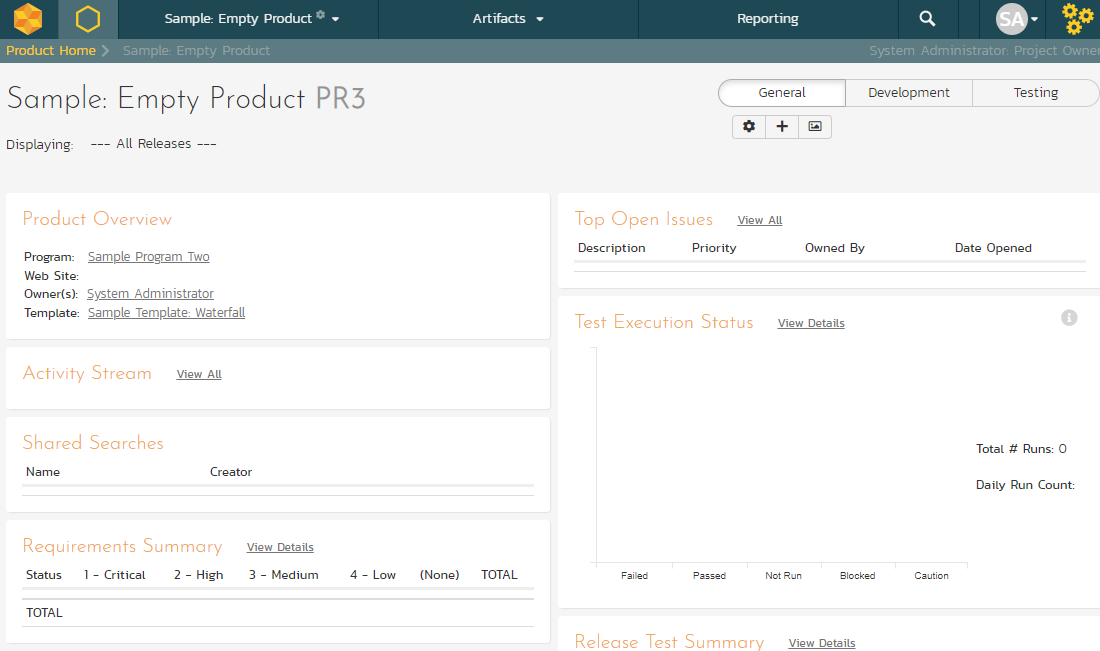 Sample: Empty Product
Artifacts
Reporting
SA
Product Home
Sample: Empty Product
System Administrator: Project Owner
Sample: Empty Product PR3
General
Development
Testing
Displaying: --- All Releases ---
Product Overview
Program: Sample Program Two
Web Site:
Owner(s): System Administrator
Template: Sample Template: Waterfall
Activity Stream View All
Shared Searches
Name Creator
Requirements Summary View Details
Status 1 - Critical 2 - High 3 - Medium 4 - Low (None) TOTAL
TOTAL
Top Open Issues View All
Description Priority Owned By Date Opened
Test Execution Status View Details
Total # Runs: 0
Daily Run Count:
Failed Passed Not Run Blocked Caution
Release Test Summary View Details